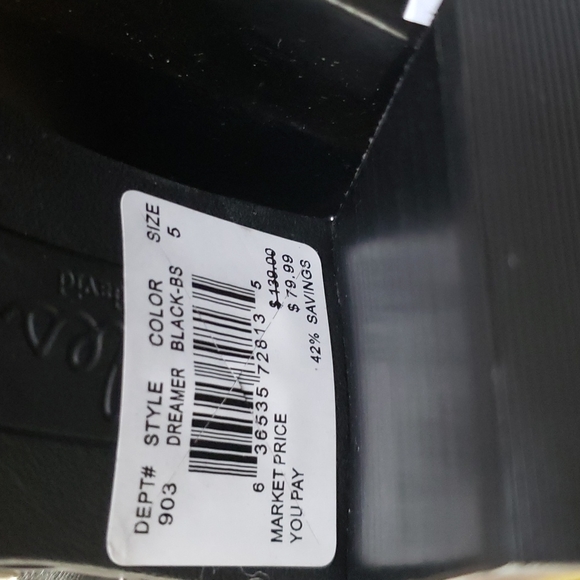 DEPT# STYLE COLOR SIZE
903 DREAMER BLACK-BS 5
6 36535 72813 5
MARKET PRICE $ 139.00
YOU PAY $ 79.99
42% SAVINGS